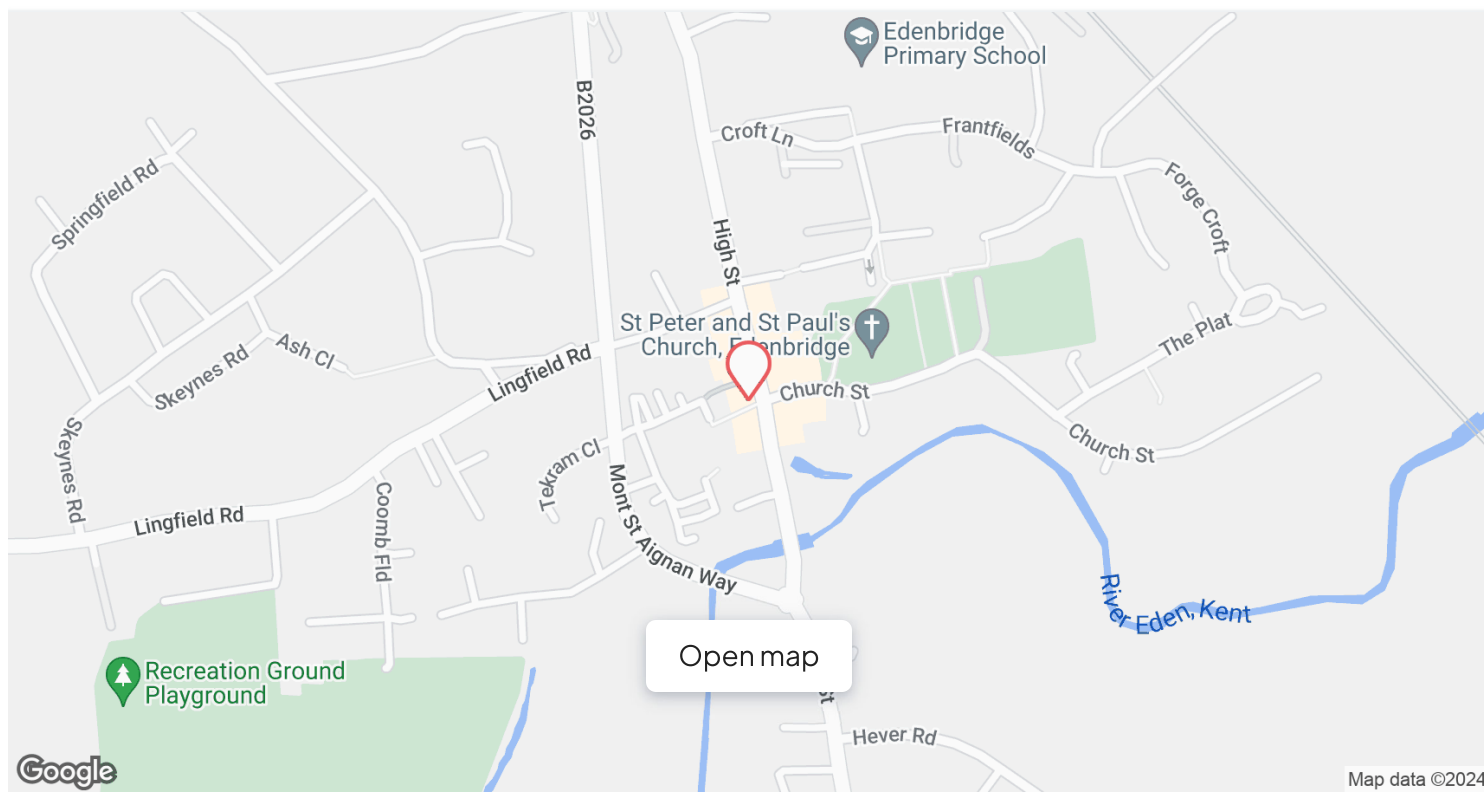 Edenbridge
Primary School
B2026
Croft Ln
Frantfields
Springfield Rd
Forge Croft
High St
St Peter and St Paul's
Church, Edenbridge
Ash Cl
Skeynes Rd
Lingfield Rd
The Plat
Church St
Skeynes Rd
Tekram Cl
Church St
Coomb Fld
Lingfield Rd
Mont St Aignan Way
River Eden, Kent
Open map
Recreation Ground
Playground
St
Hever Rd
Google
Map data ©2024